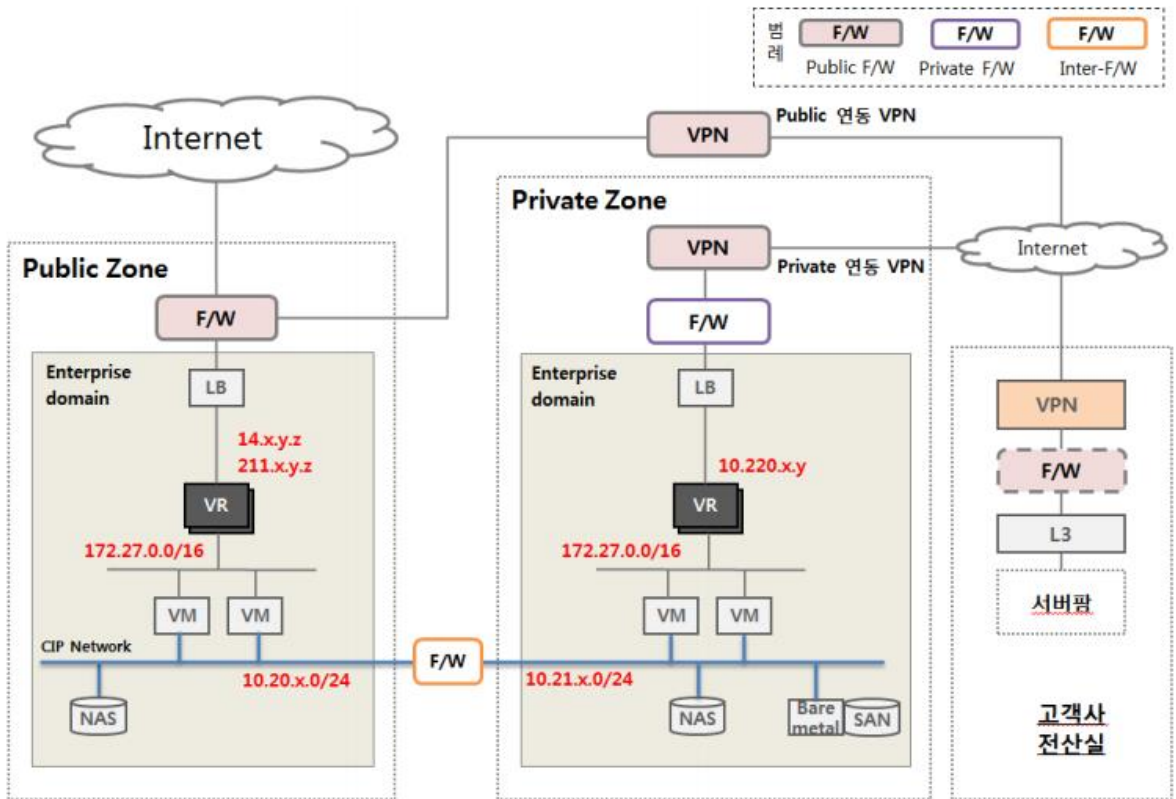 범
례
F/W
F/W
F/W
Public F/W
Private F/W
Inter-F/W
Internet
VPN
Public 연동 VPN
Private Zone
VPN
Private 연동 VPN
Internet
Public Zone
F/W
F/W
Enterprise
domain
LB
14.x.y.z
211.x.y.z
VR
172.27.0.0/16
VM
VM
CIP Network
10.20.x.0/24
NAS
F/W
Enterprise
domain
LB
10.220.x.y
VR
172.27.0.0/16
VM
VM
10.21.x.0/24
NAS
Bare
metal
SAN
VPN
F/W
L3
서버팜
고객사
전산실